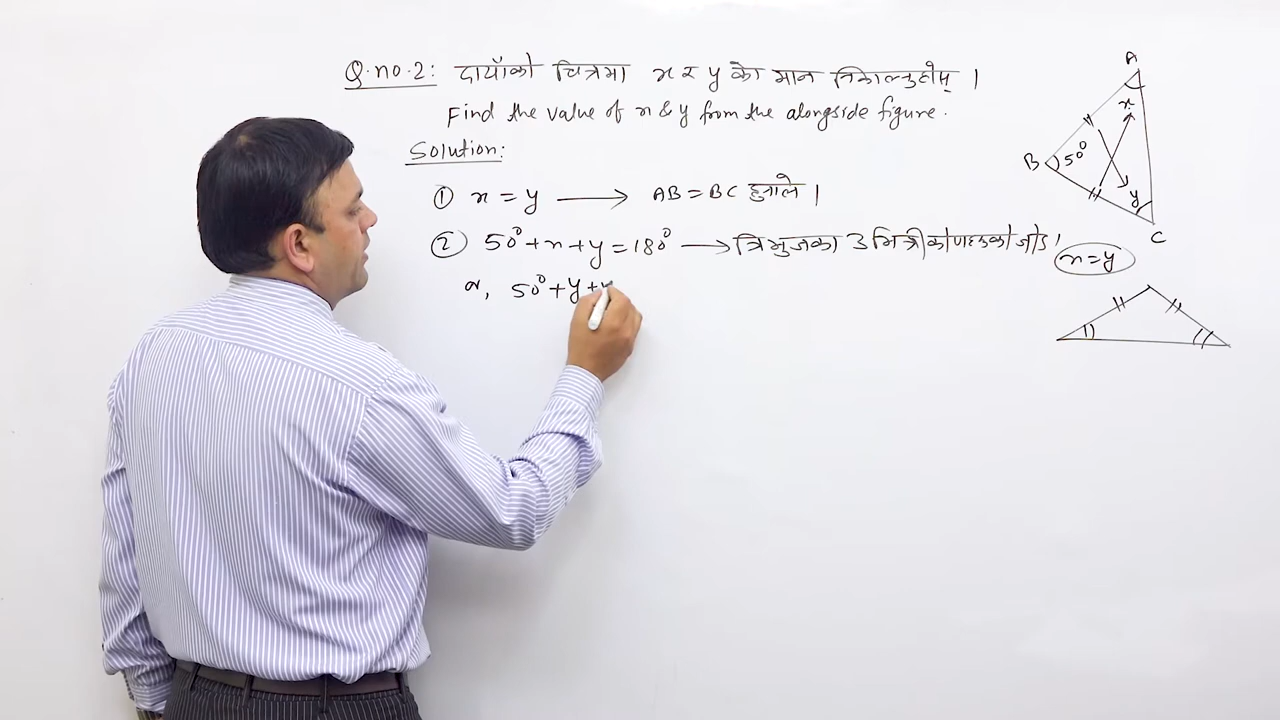 Q.no.2: दायाँको चित्रमा x र y को मान निकाल्नुहोस् ।
Find the value of x & y from the alongside figure.
Solution:
① x = y ⟶ AB = BC हुनाले ।
② 50° + x + y = 180° ⟶ त्रिभुजका 3 भित्री कोणहरुको जोड ।
or, 50° + y + y
A
x
B
50°
y
C
x = y